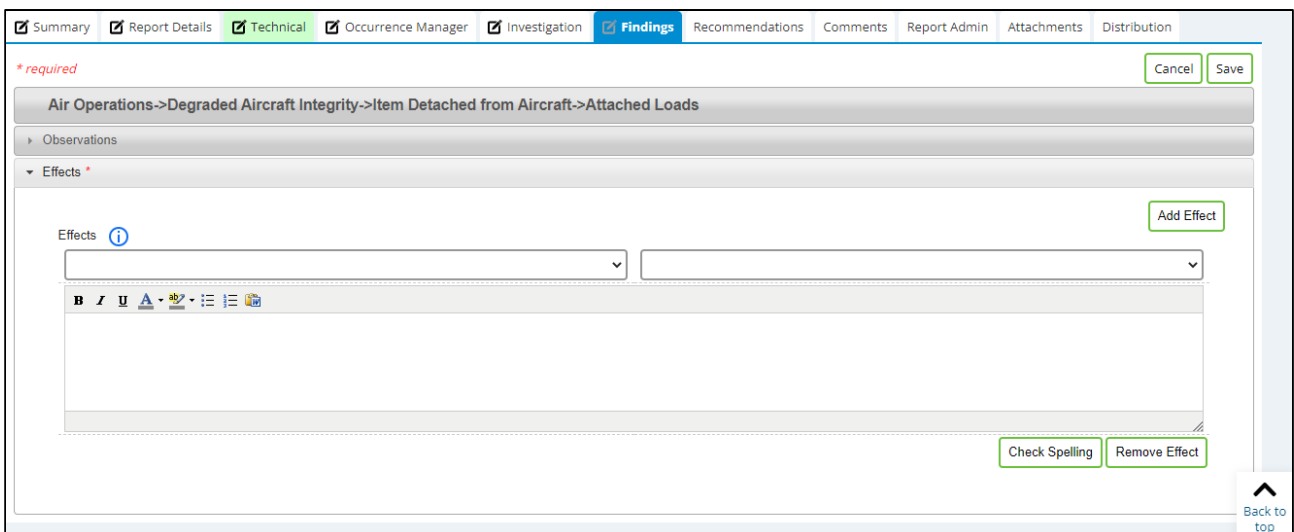 Summary Report Details Technical Occurrence Manager Investigation Findings Recommendations Comments Report Admin Attachments Distribution
* required
Cancel Save
Air Operations->Degraded Aircraft Integrity->Item Detached from Aircraft->Attached Loads
Observations
Effects *
Add Effect
Effects
B I U A ab
Check Spelling Remove Effect
Back to
top